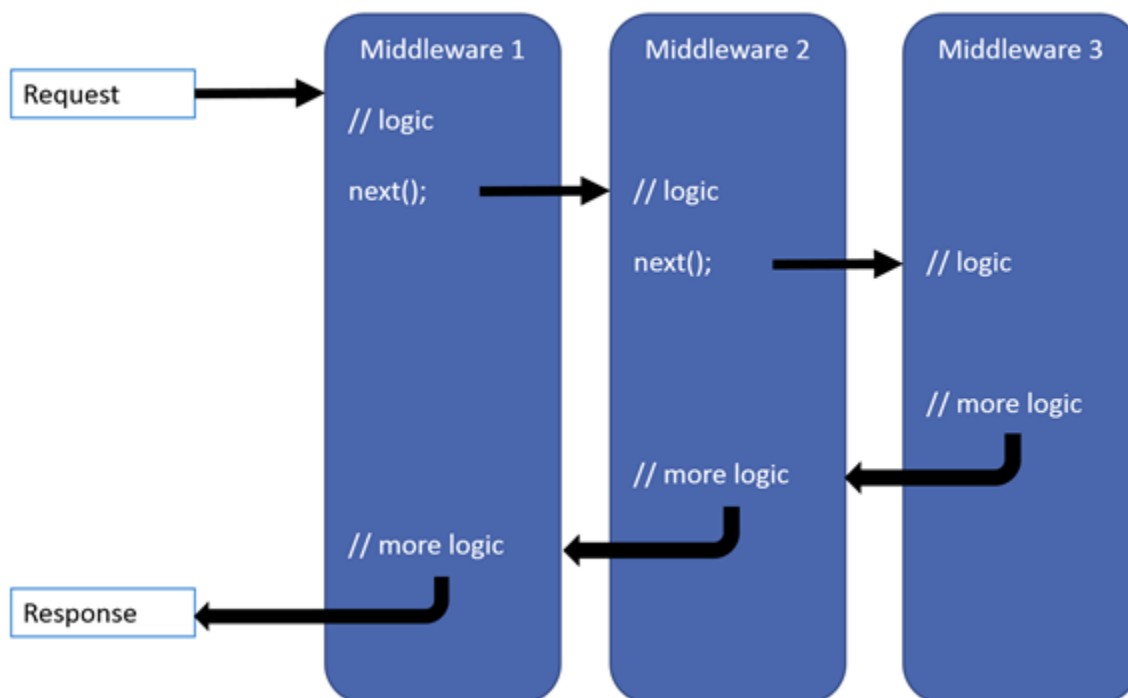 Middleware 1
Middleware 2
Middleware 3
Request
// logic
next();
// logic
next();
// logic
// more logic
// more logic
// more logic
Response